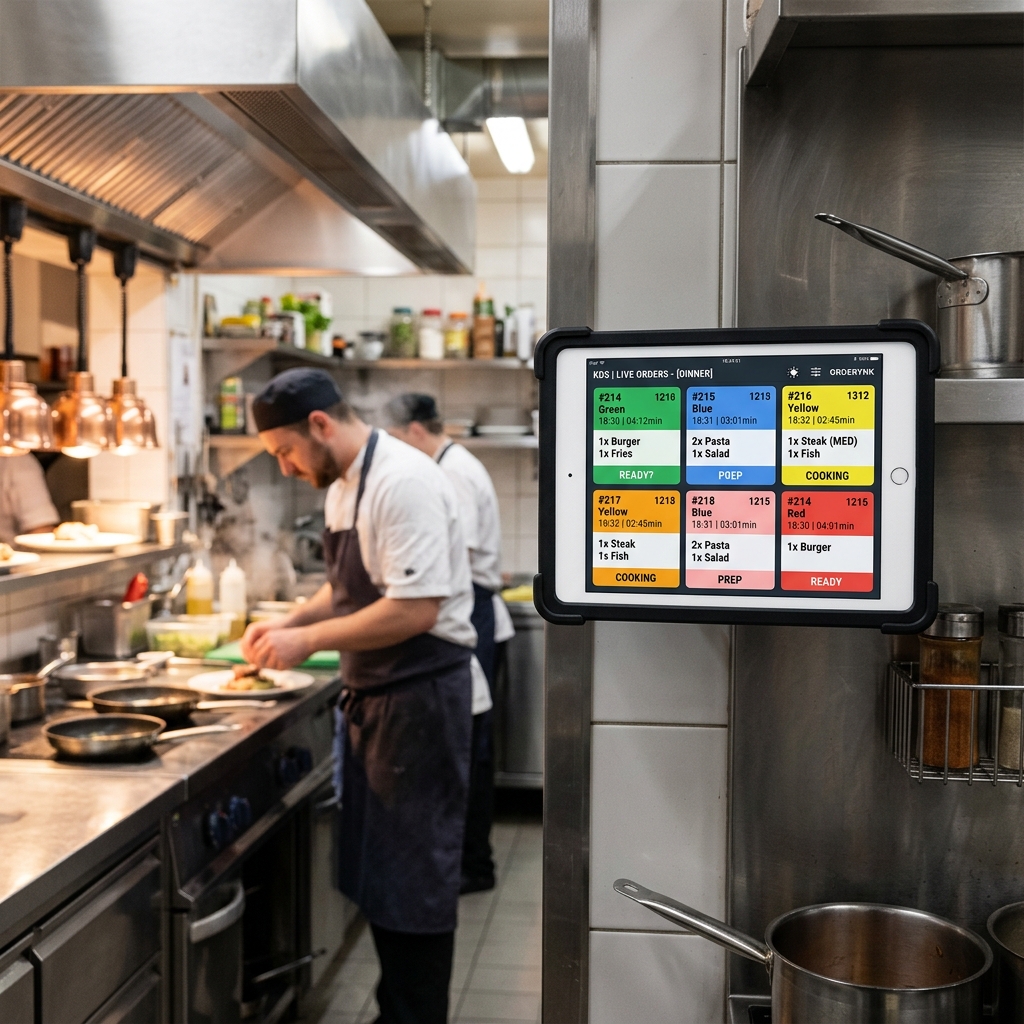 KDS | LIVE ORDERS - [DINNER]
ORDERYNK
#214 1216
Green
18:30 | 04:12min
1x Burger
1x Fries
READY?
#215 1213
Blue
18:31 | 03:01min
2x Pasta
1x Salad
POEP
#216 1312
Yellow
18:32 | 02:45min
1x Steak (MED)
1x Fish
COOKING
#217 1213
Yellow
18/32 | 02:45min
1x Steak
1s Fish
COOKING
#218 1215
Blue
18:31 | 03:01min
2x Pasta
1x Salad
PREP
#214 1215
Red
18:30 | 04:91min
1x Burger
READY